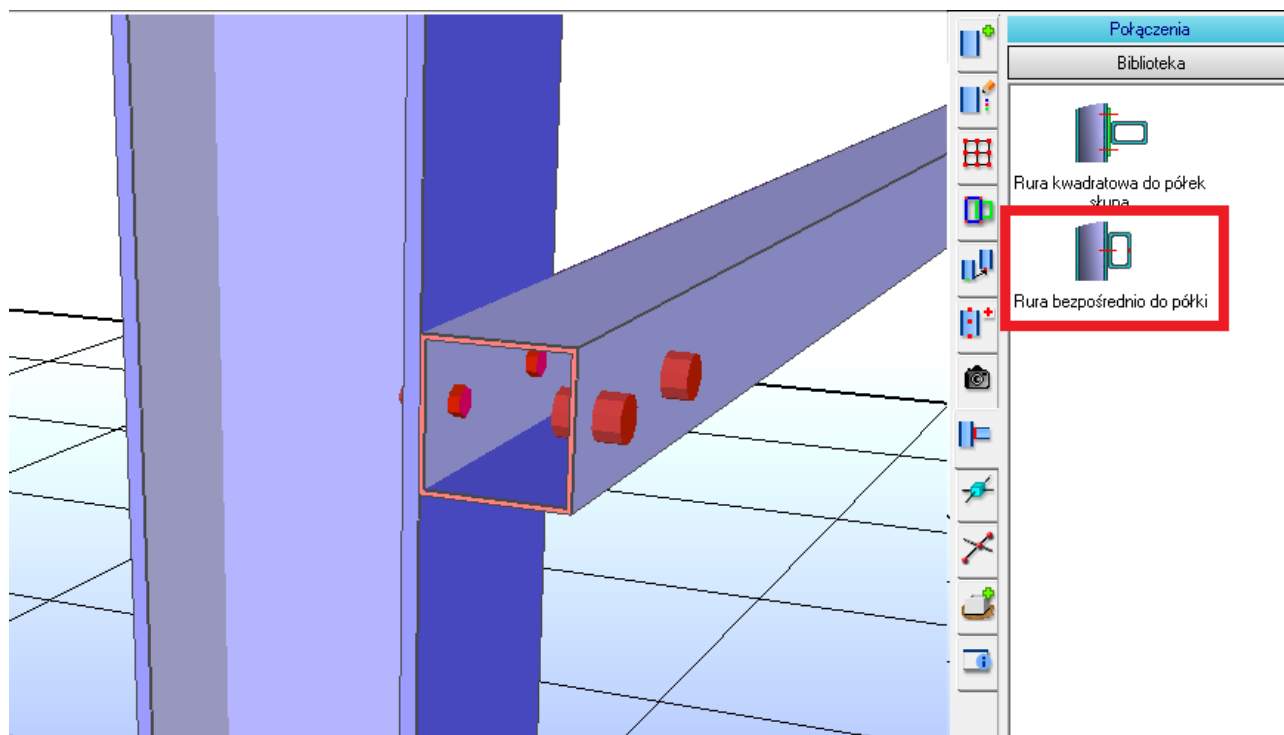 Połączenia
Biblioteka
Rura kwadratowa do półek
słupa
Rura bezpośrednio do półki